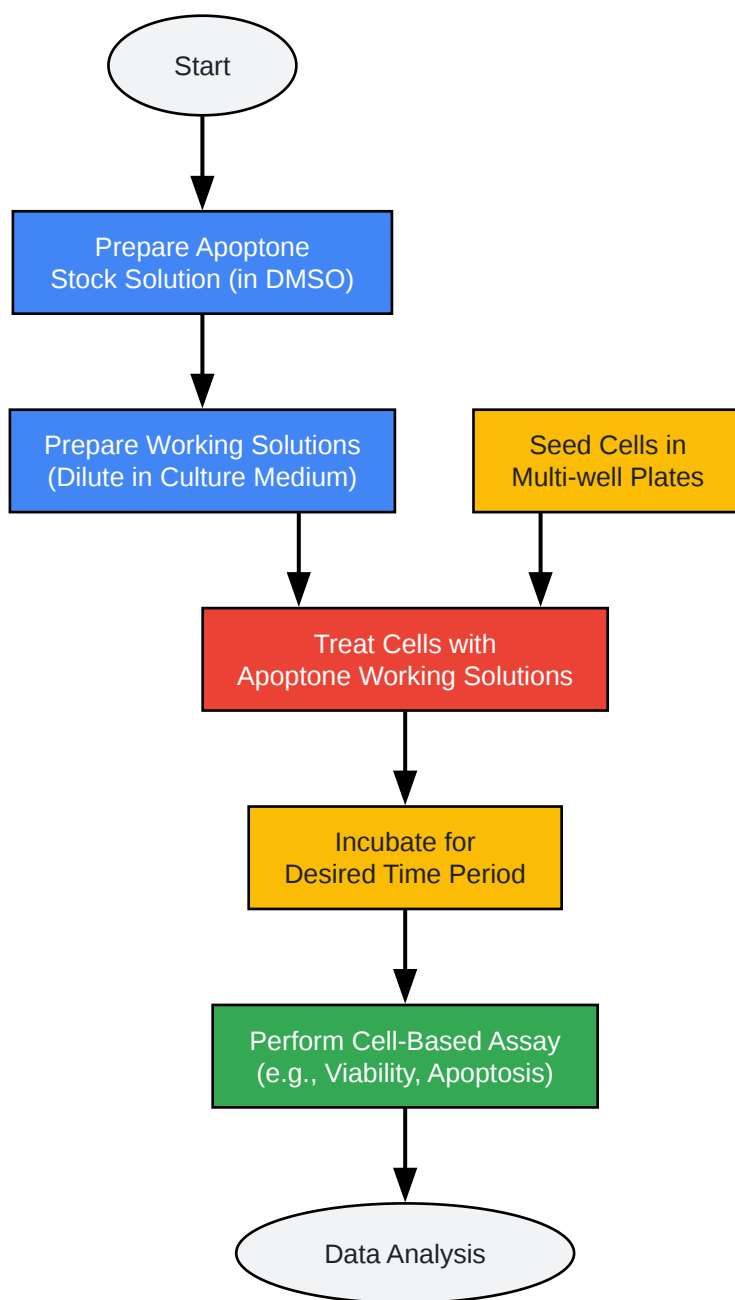 Start
Prepare Apoptone
Stock Solution (in DMSO)
Prepare Working Solutions
(Dilute in Culture Medium)
Seed Cells in
Multi-well Plates
Treat Cells with
Apoptone Working Solutions
Incubate for
Desired Time Period
Perform Cell-Based Assay
(e.g., Viability, Apoptosis)
Data Analysis